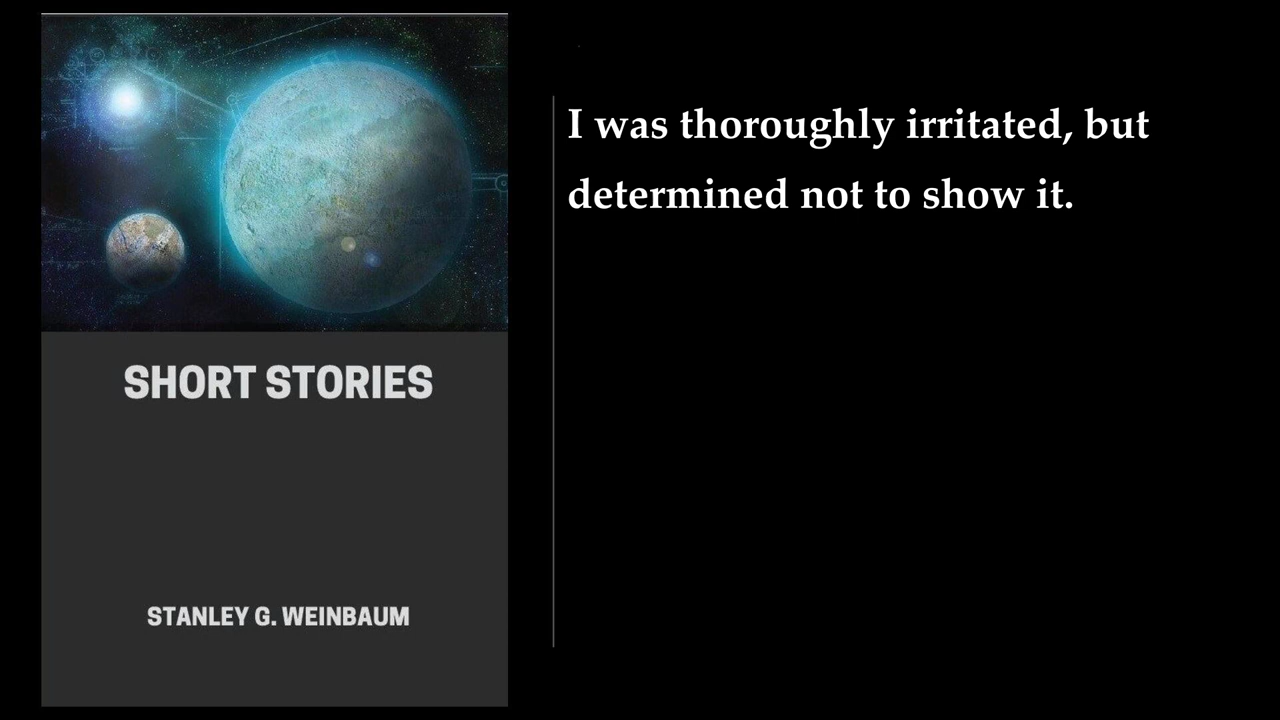 SHORT STORIES
STANLEY G. WEINBAUM
I was thoroughly irritated, but
determined not to show it.